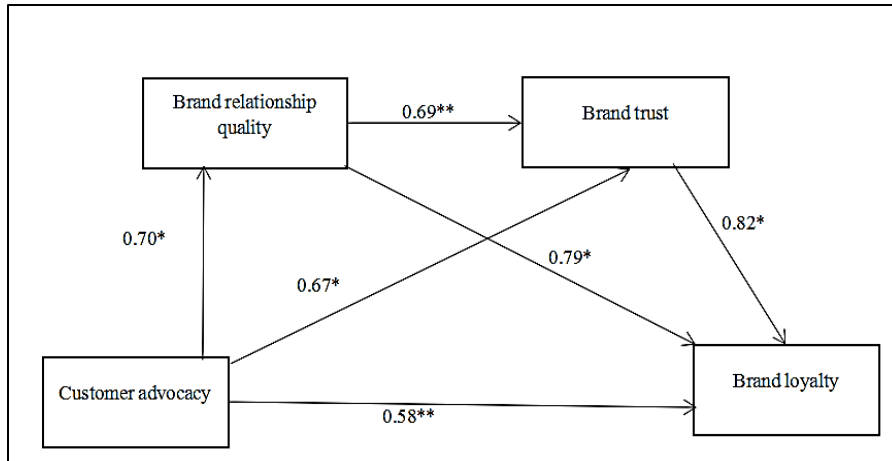 Brand relationship
quality
0.69**
Brand trust
0.70*
0.67*
0.79*
0.82*
Customer advocacy
0.58**
Brand loyalty